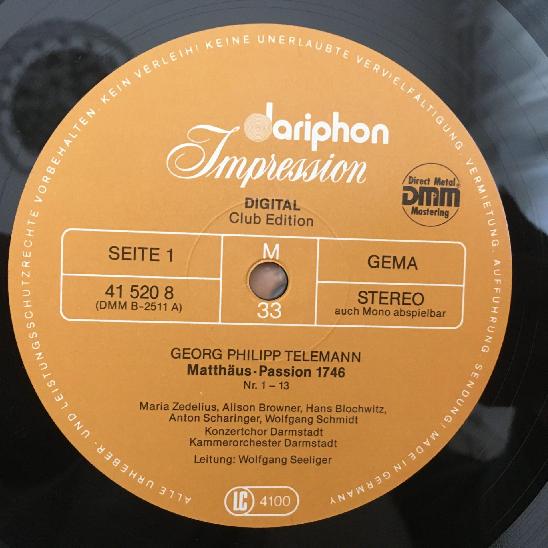 ALLE URHEBER- UND LEISTUNGSSCHUTZRECHTE VORBEHALTEN. KEIN VERLEIH! KEINE UNERLAUBTE VERVIELFÄLTIGUNG, VERMIETUNG, AUFFÜHRUNG, SENDUNG! MADE IN GERMANY
dariphon
Impression
DIGITAL
Club Edition
Direct Metal
DMM
Mastering
SEITE 1
M
GEMA
41 520 8
(DMM B-2511 A)
33
STEREO
auch Mono abspielbar
GEORG PHILIPP TELEMANN
Matthäus-Passion 1746
Nr. 1 – 13
Maria Zedelius, Alison Browner, Hans Blochwitz,
Anton Scharinger, Wolfgang Schmidt
Konzertchor Darmstadt
Kammerorchester Darmstadt
Leitung: Wolfgang Seeliger
LC 4100